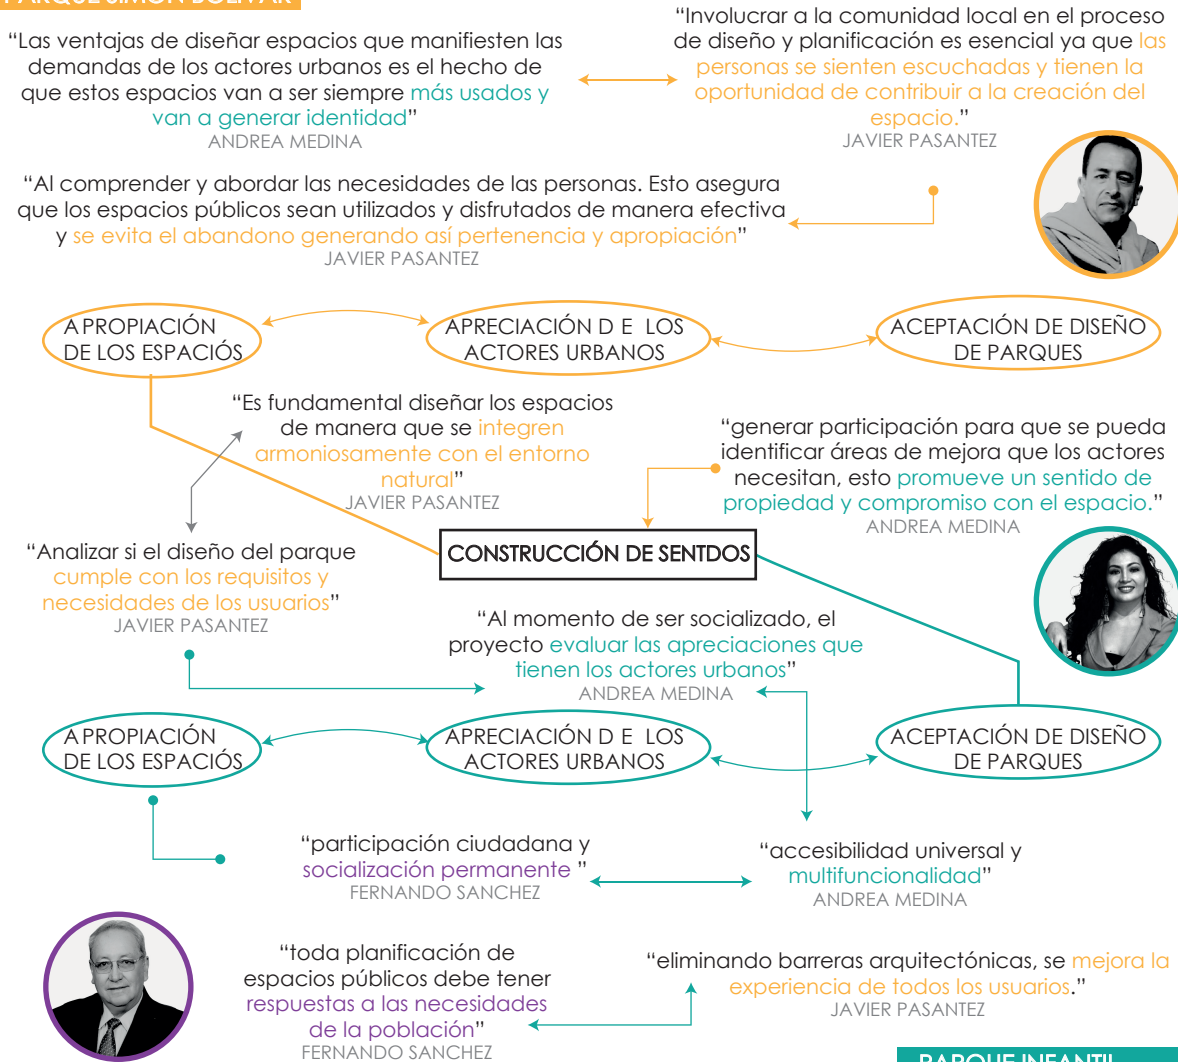 PARQUE SIMÓN BOLÍVAR
“Las ventajas de diseñar espacios que manifiesten las
demandas de los actores urbanos es el hecho de
que estos espacios van a ser siempre más usados y
van a generar identidad”
ANDREA MEDINA
“Involucrar a la comunidad local en el proceso
de diseño y planificación es esencial ya que las
personas se sienten escuchadas y tienen la
oportunidad de contribuir a la creación del
espacio.”
JAVIER PASANTEZ
“Al comprender y abordar las necesidades de las personas. Esto asegura
que los espacios públicos sean utilizados y disfrutados de manera efectiva
y se evita el abandono generando así pertenencia y apropiación”
JAVIER PASANTEZ
APROPIACIÓN
DE LOS ESPACIÓS
APRECIACIÓN D E LOS
ACTORES URBANOS
ACEPTACIÓN DE DISEÑO
DE PARQUES
“Es fundamental diseñar los espacios
de manera que se integren
armoniosamente con el entorno
natural”
JAVIER PASANTEZ
“generar participación para que se pueda
identificar áreas de mejora que los actores
necesitan, esto promueve un sentido de
propiedad y compromiso con el espacio.”
ANDREA MEDINA
CONSTRUCCIÓN DE SENTDOS
“Analizar si el diseño del parque
cumple con los requisitos y
necesidades de los usuarios”
JAVIER PASANTEZ
“Al momento de ser socializado, el
proyecto evaluar las apreciaciones que
tienen los actores urbanos”
ANDREA MEDINA
APROPIACIÓN
DE LOS ESPACIÓS
APRECIACIÓN D E LOS
ACTORES URBANOS
ACEPTACIÓN DE DISEÑO
DE PARQUES
“participación ciudadana y
socialización permanente ”
FERNANDO SANCHEZ
“accesibilidad universal y
multifuncionalidad”
ANDREA MEDINA
“toda planificación de
espacios públicos debe tener
respuestas a las necesidades
de la población”
FERNANDO SANCHEZ
“eliminando barreras arquitectónicas, se mejora la
experiencia de todos los usuarios.”
JAVIER PASANTEZ
PARQUE INFANTIL